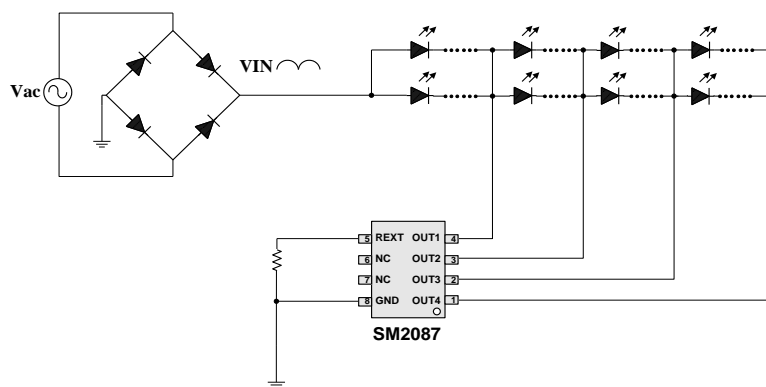 VIN
Vac
5 REXT OUT1 4
6 NC OUT2 3
7 NC OUT3 2
8 GND OUT4 1
SM2087